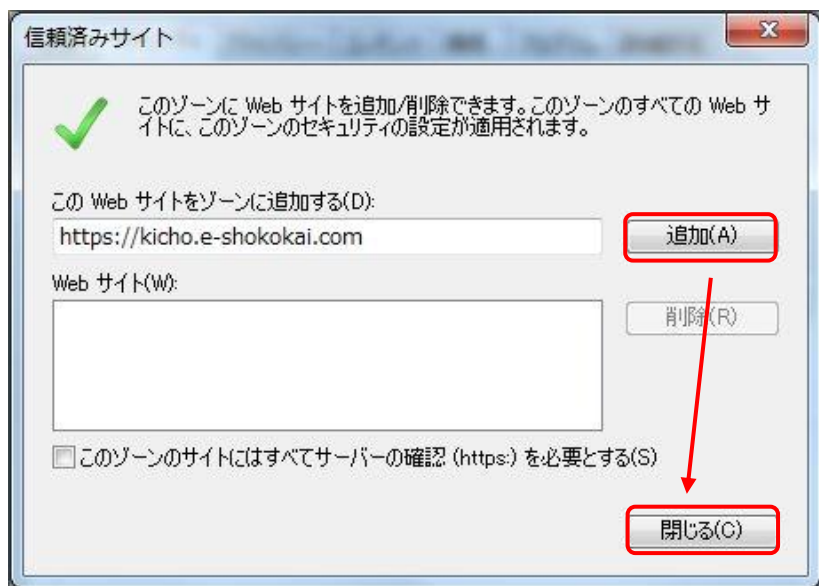 信頼済みサイト
このゾーンに Web サイトを追加/削除できます。このゾーンのすべての Web サ
イトに、このゾーンのセキュリティの設定が適用されます。
この Web サイトをゾーンに追加する(D):
https://kicho.e-shokokai.com
追加(A)
Web サイト(W):
削除(R)
このゾーンのサイトにはすべてサーバーの確認 (https:) を必要とする(S)
閉じる(C)